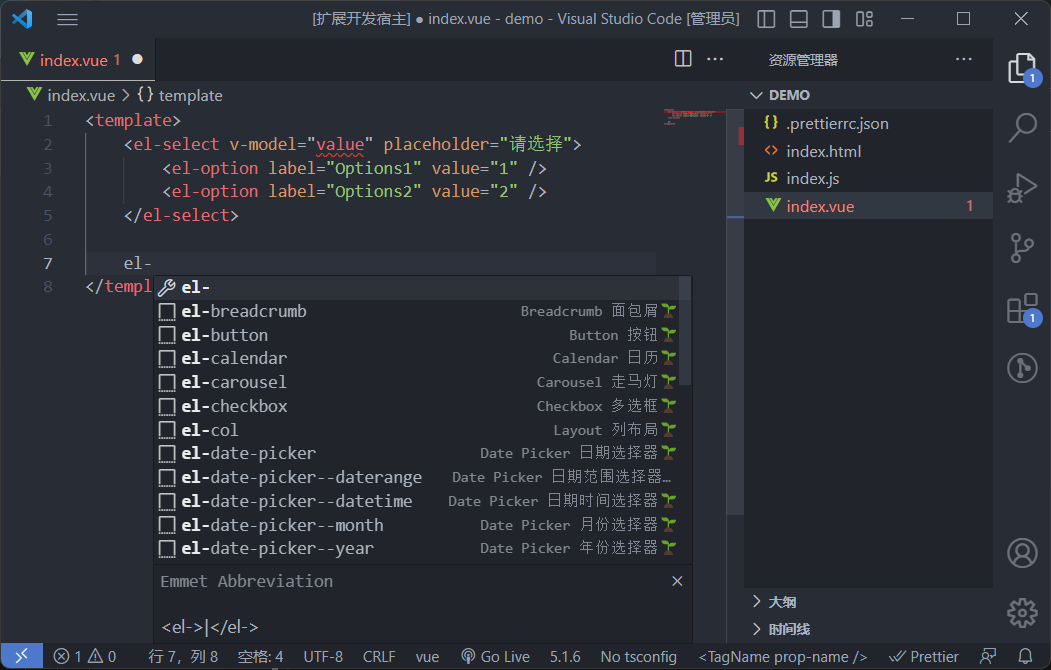 [扩展开发宿主] ● index.vue - demo - Visual Studio Code [管理员]
index.vue 1 ●
资源管理器
index.vue > {} template
DEMO
{} .prettierrc.json
<> index.html
JS index.js
index.vue 1
1 <template>
2 <el-select v-model="value" placeholder="请选择">
3 <el-option label="Options1" value="1" />
4 <el-option label="Options2" value="2" />
5 </el-select>
6
7 el-
8 </templ
el-
el-breadcrumb Breadcrumb 面包屑
el-button Button 按钮
el-calendar Calendar 日历
el-carousel Carousel 走马灯
el-checkbox Checkbox 多选框
el-col Layout 列布局
el-date-picker Date Picker 日期选择器
el-date-picker--daterange Date Picker 日期范围选择器…
el-date-picker--datetime Date Picker 日期时间选择器
el-date-picker--month Date Picker 月份选择器
el-date-picker--year Date Picker 年份选择器
Emmet Abbreviation
<el->|</el->
1
1
大纲
时间线
1 0 行 7，列 8 空格: 4 UTF-8 CRLF vue Go Live 5.1.6 No tsconfig <TagName prop-name /> Prettier